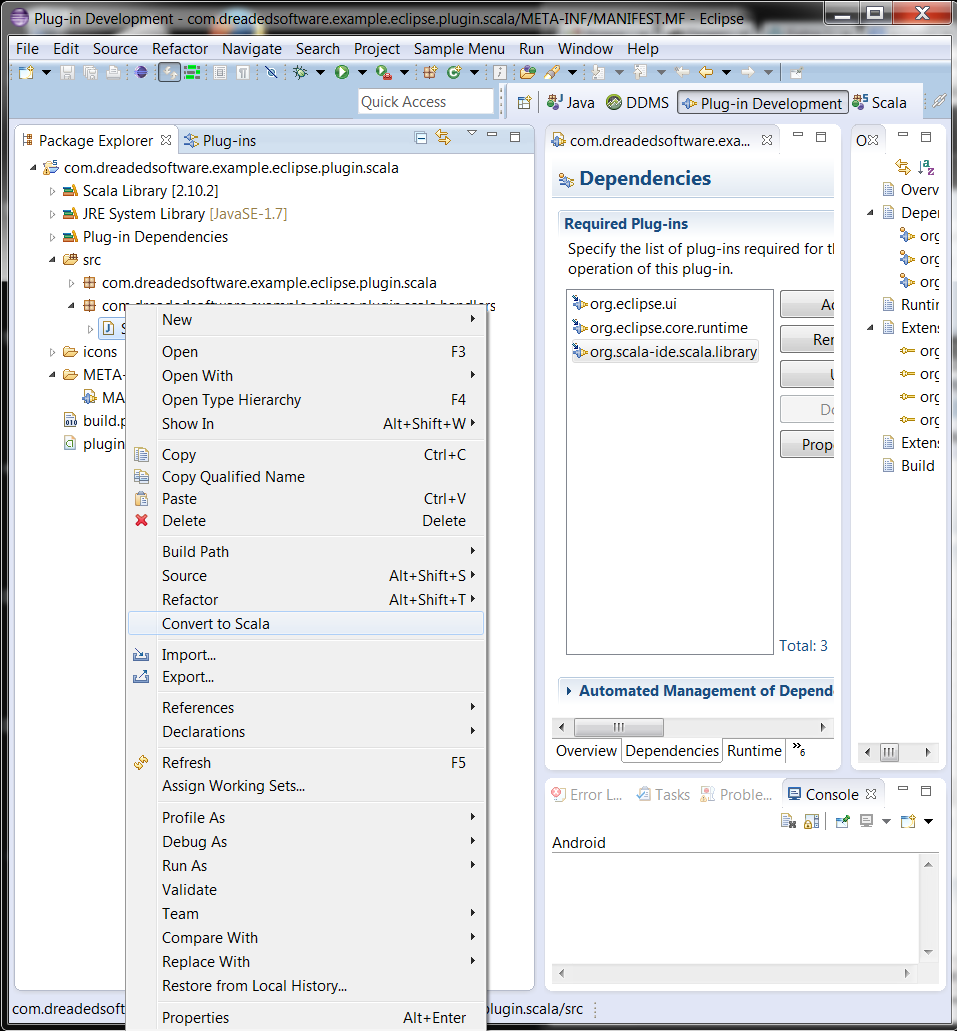 Plug-in Development - com.dreadedsoftware.example.eclipse.plugin.scala/META-INF/MANIFEST.MF - Eclipse
File Edit Source Refactor Navigate Search Project Sample Menu Run Window Help
Quick Access
Java DDMS Plug-in Development Scala
Package Explorer Plug-ins
com.dreadedsoftware.example.eclipse.plugin.scala
Scala Library [2.10.2]
JRE System Library [JavaSE-1.7]
Plug-in Dependencies
src
com.dreadedsoftware.example.eclipse.plugin.scala
com.dreadedsoftware.example.eclipse.plugin.scala.handlers
S
icons
META-
MA
build.p
plugin
New
Open F3
Open With
Open Type Hierarchy F4
Show In Alt+Shift+W
Copy Ctrl+C
Copy Qualified Name
Paste Ctrl+V
Delete Delete
Build Path
Source Alt+Shift+S
Refactor Alt+Shift+T
Convert to Scala
Import...
Export...
References
Declarations
Refresh F5
Assign Working Sets...
Profile As
Debug As
Run As
Validate
Team
Compare With
Replace With
Restore from Local History...
Properties Alt+Enter
com.dreadedsoftware.exa...
Dependencies
Required Plug-ins
Specify the list of plug-ins required for th
operation of this plug-in.
org.eclipse.ui
org.eclipse.core.runtime
org.scala-ide.scala.library
Ad
Rem
U
Do
Prope
Total: 3
Automated Management of Depend
Overview Dependencies Runtime »6
O
Overv
Deper
org
org
org
Runtir
Extens
org
org
org
org
Extens
Build
Error L... Tasks Proble... Console
Android
com.dreadedsoft
plugin.scala/src